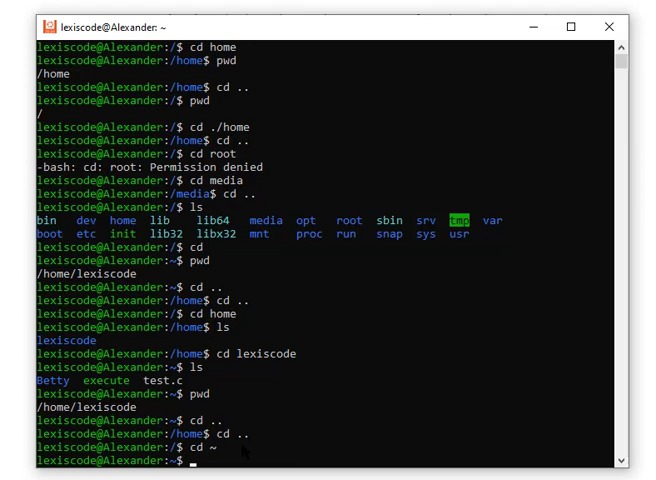 lexiscode@Alexander: ~
lexiscode@Alexander:/$ cd home
lexiscode@Alexander:/home$ pwd
/home
lexiscode@Alexander:/home$ cd ..
lexiscode@Alexander:/$ pwd
/
lexiscode@Alexander:/$ cd ./home
lexiscode@Alexander:/home$ cd ..
lexiscode@Alexander:/$ cd root
-bash: cd: root: Permission denied
lexiscode@Alexander:/$ cd media
lexiscode@Alexander:/media$ cd ..
lexiscode@Alexander:/$ ls
bin dev home lib lib64 media opt root sbin srv tmp var
boot etc init lib32 libx32 mnt proc run snap sys usr
lexiscode@Alexander:/$ cd
lexiscode@Alexander:~$ pwd
/home/lexiscode
lexiscode@Alexander:~$ cd ..
lexiscode@Alexander:/home$ cd ..
lexiscode@Alexander:/$ cd home
lexiscode@Alexander:/home$ ls
lexiscode
lexiscode@Alexander:/home$ cd lexiscode
lexiscode@Alexander:~$ ls
Betty execute test.c
lexiscode@Alexander:~$ pwd
/home/lexiscode
lexiscode@Alexander:~$ cd ..
lexiscode@Alexander:/home$ cd ..
lexiscode@Alexander:/$ cd ~
lexiscode@Alexander:~$